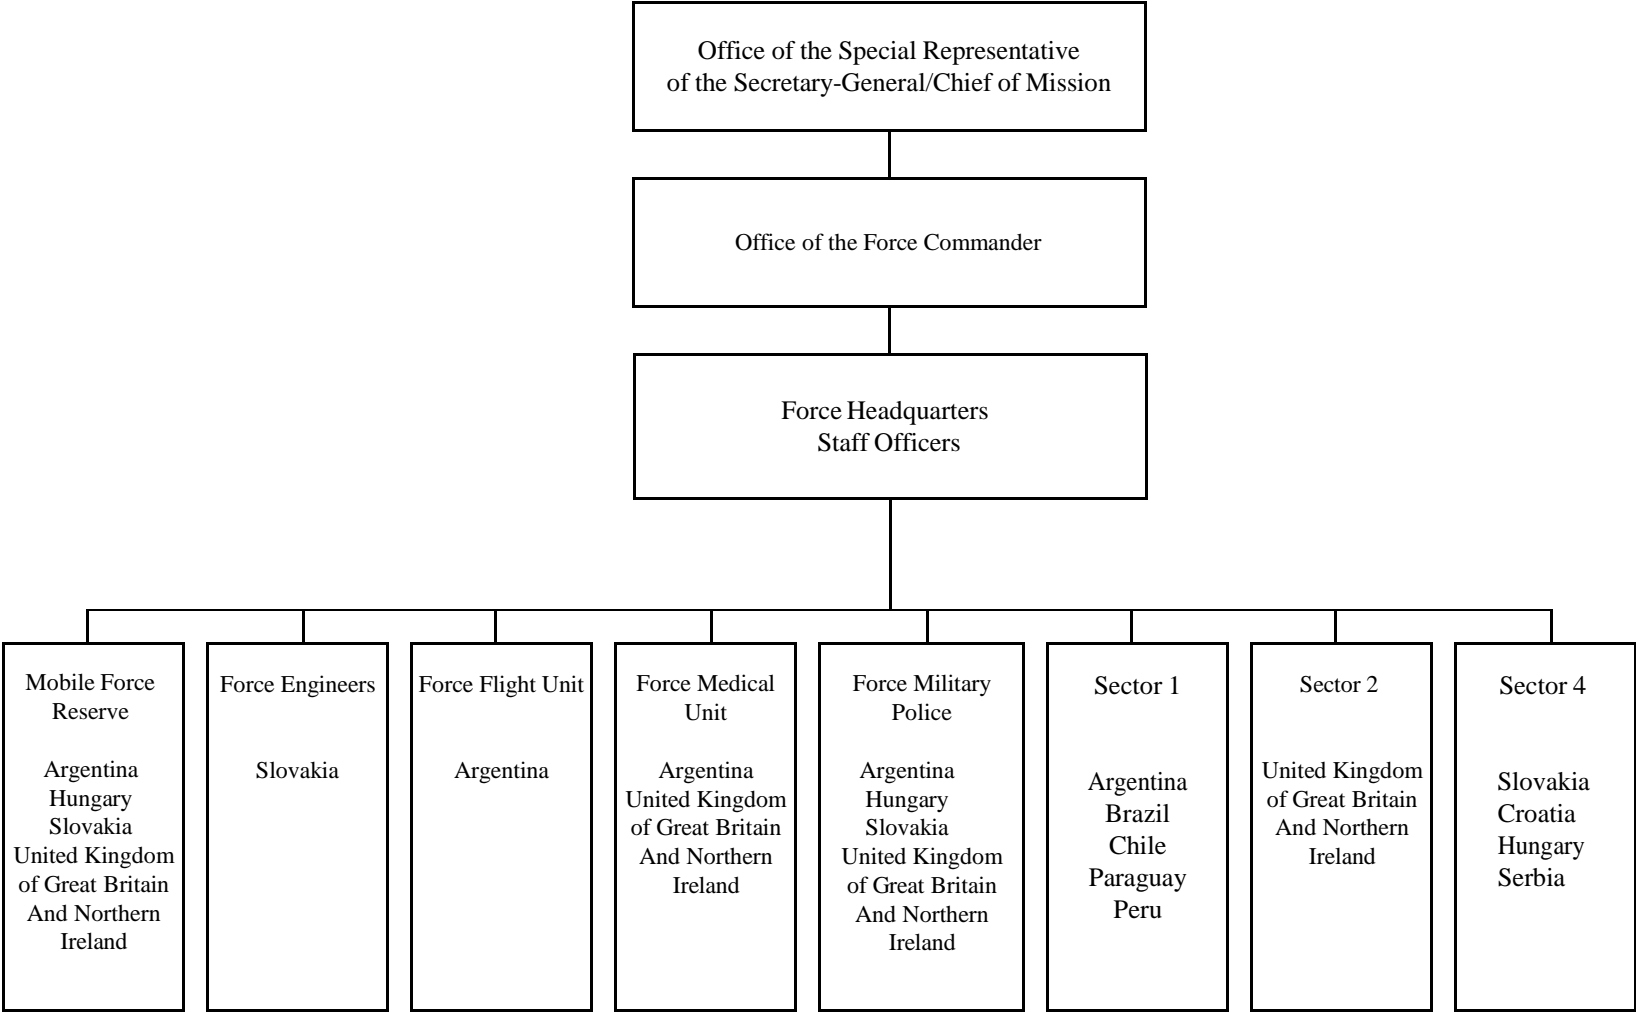 Office of the Special Representative
of the Secretary-General/Chief of Mission
Office of the Force Commander
Force Headquarters
Staff Officers
Mobile Force
Reserve
Argentina
Hungary
Slovakia
United Kingdom
of Great Britain
And Northern
Ireland
Force Engineers
Slovakia
Force Flight Unit
Argentina
Force Medical
Unit
Argentina
United Kingdom
of Great Britain
And Northern
Ireland
Force Military
Police
Argentina
Hungary
Slovakia
United Kingdom
of Great Britain
And Northern
Ireland
Sector 1
Argentina
Brazil
Chile
Paraguay
Peru
Sector 2
United Kingdom
of Great Britain
And Northern
Ireland
Sector 4
Slovakia
Croatia
Hungary
Serbia